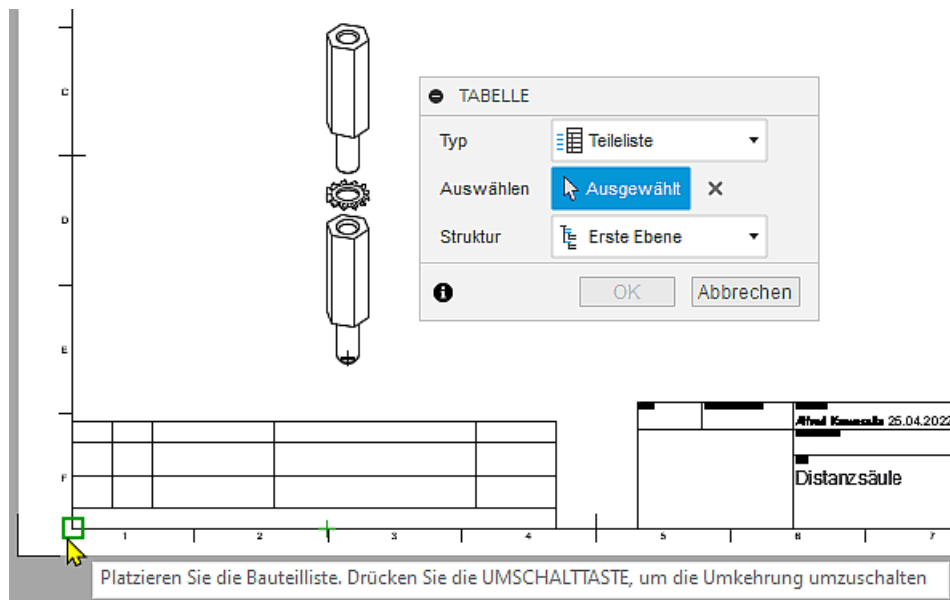 C
TABELLE
Typ
Teileliste
Auswählen
Ausgewählt
D
Struktur
Erste Ebene
OK
Abbrechen
E
25.04.2022
F
Distanzsäule
1
2
3
4
5
6
7
Platzieren Sie die Bauteilliste. Drücken Sie die UMSCHALTTASTE, um die Umkehrung umzuschalten